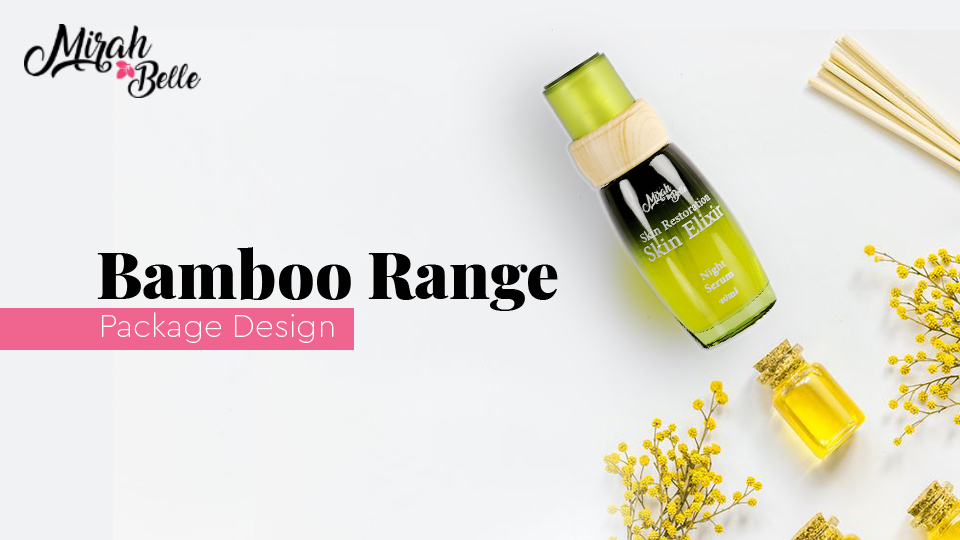 Mirah
Belle
Mirah
Belle
Skin Restoration
Skin Elixir
Night
Serum
40ml
Bamboo Range
Package Design